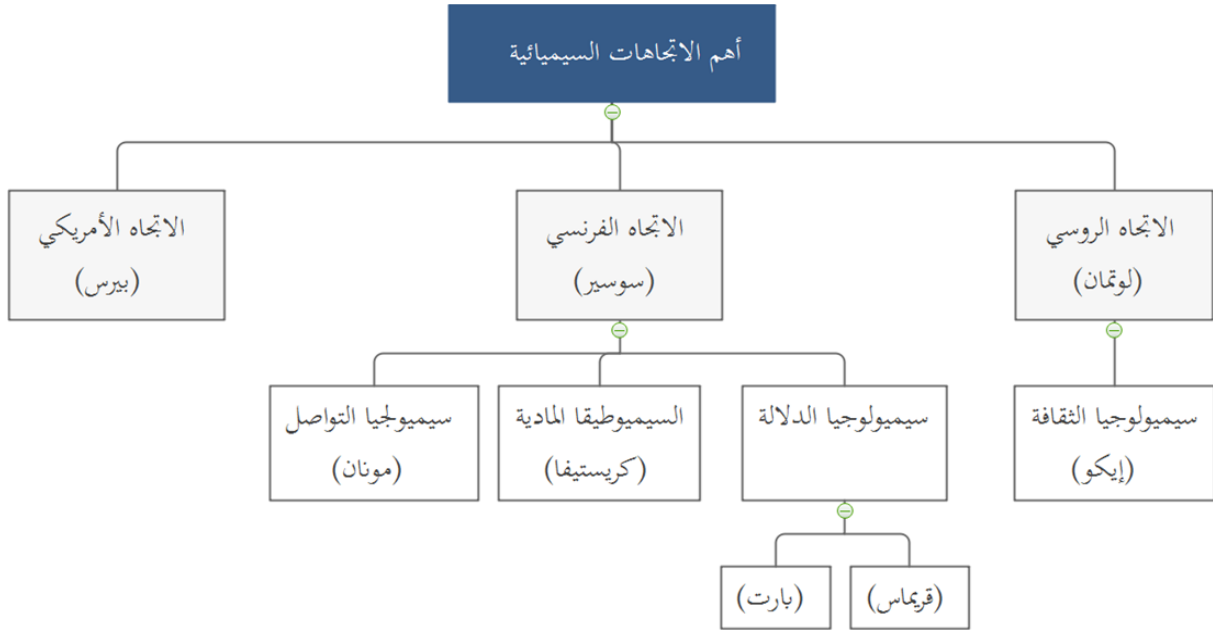 أهم الاتجاهات السيميائية
الاتجاه الروسي
(لوتمان)
الاتجاه الفرنسي
(سوسير)
الاتجاه الأمريكي
(بيرس)
سيميولوجيا الثقافة
(إيكو)
سيميولوجيا الدلالة
السيميوطيقا المادية
(كريستيفا)
سيميولجيا التواصل
(مونان)
(قريماس)
(بارت)